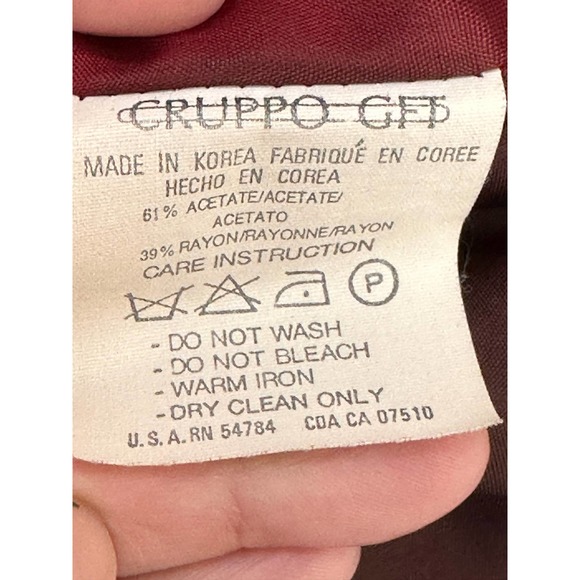 GRUPPO GFT
MADE IN KOREA FABRIQUÉ EN COREE
HECHO EN COREA
61% ACETATE/ACETATE/
ACETATO
39% RAYON/RAYONNE/RAYON
CARE INSTRUCTION
P
- DO NOT WASH
- DO NOT BLEACH
- WARM IRON
-DRY CLEAN ONLY
U.S.A. RN 54784 CDA CA 07510